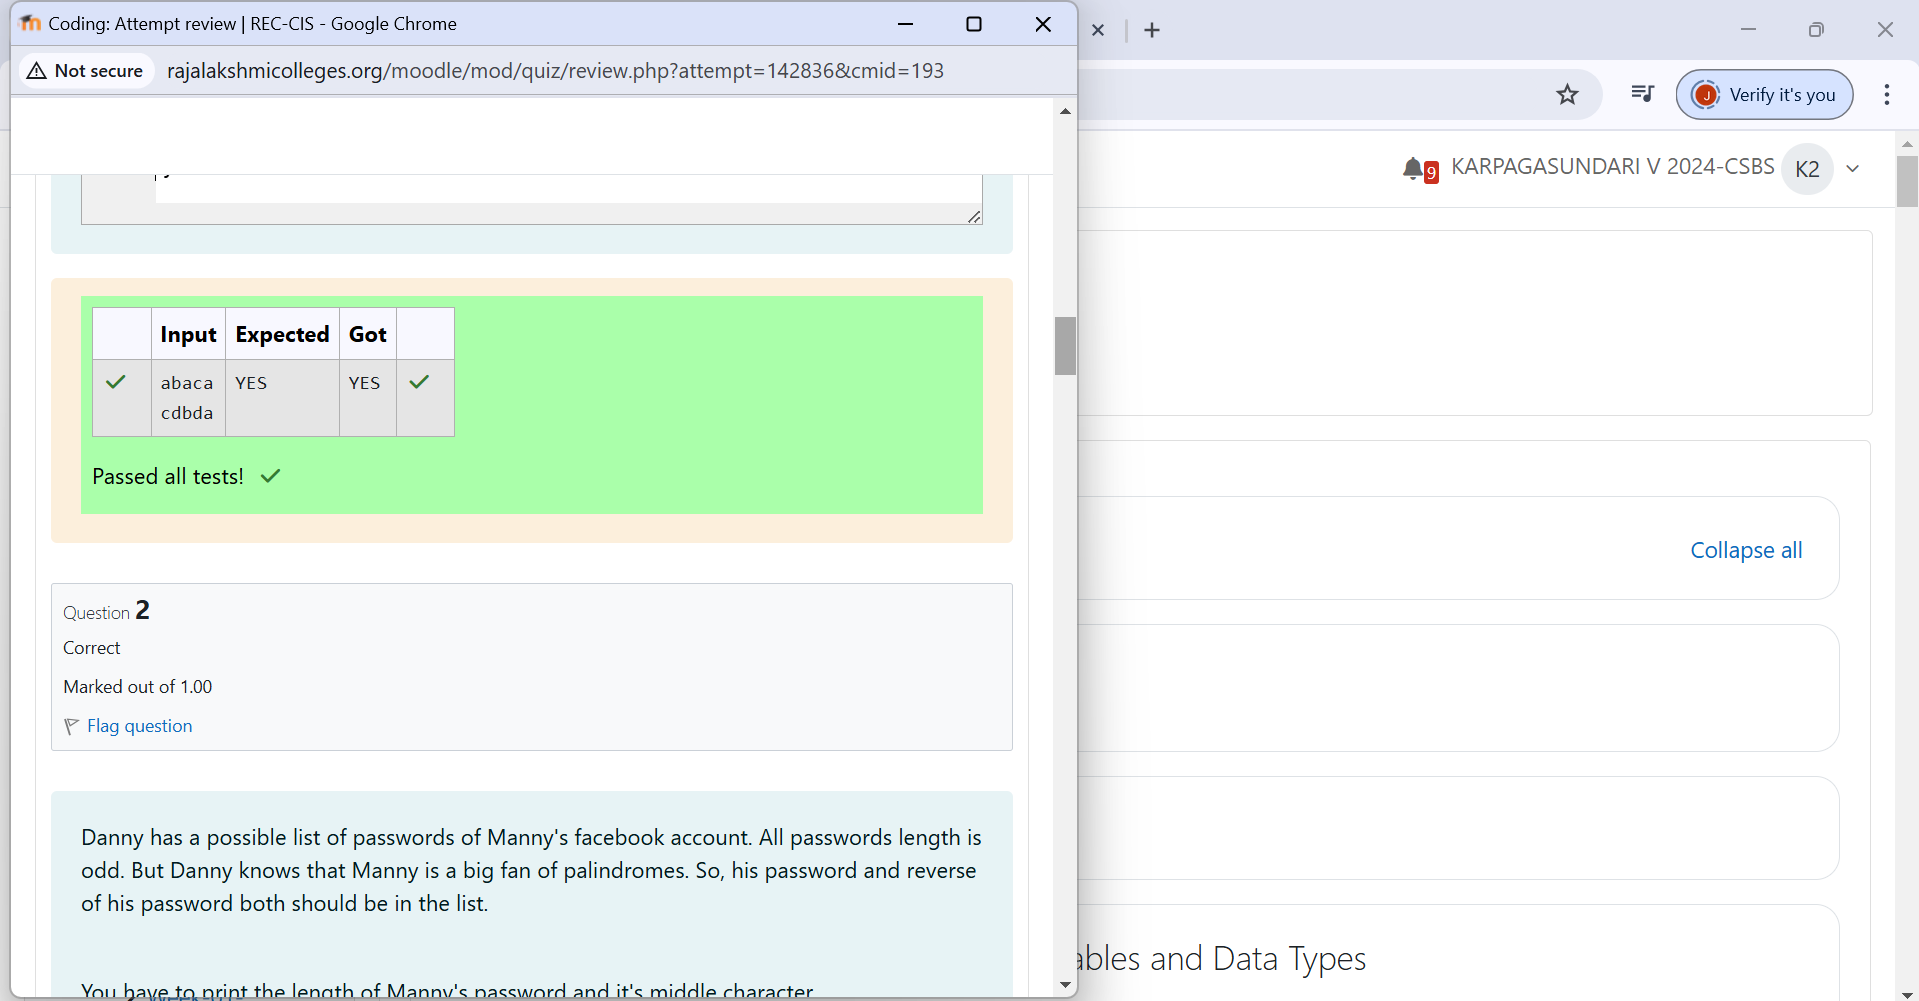 Coding: Attempt review | REC-CIS - Google Chrome
Not secure
rajalakshmicolleges.org/moodle/mod/quiz/review.php?attempt=142836&cmid=193
Verify it's you
J
9
KARPAGASUNDARI V 2024-CSBS
K2
Input Expected Got
abaca YES YES
cdbda
Passed all tests!
Question 2
Correct
Marked out of 1.00
Flag question
Danny has a possible list of passwords of Manny's facebook account. All passwords length is
odd. But Danny knows that Manny is a big fan of palindromes. So, his password and reverse
of his password both should be in the list.
You have to print the length of Manny's password and it's middle character
Collapse all
ables and Data Types